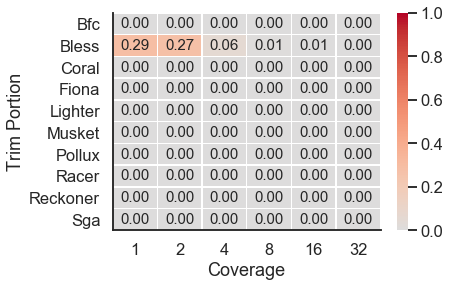 Trim Portion
Bfc 0.00 0.00 0.00 0.00 0.00 0.00
Bless 0.29 0.27 0.06 0.01 0.01 0.00
Coral 0.00 0.00 0.00 0.00 0.00 0.00
Fiona 0.00 0.00 0.00 0.00 0.00 0.00
Lighter 0.00 0.00 0.00 0.00 0.00 0.00
Musket 0.00 0.00 0.00 0.00 0.00 0.00
Pollux 0.00 0.00 0.00 0.00 0.00 0.00
Racer 0.00 0.00 0.00 0.00 0.00 0.00
Reckoner 0.00 0.00 0.00 0.00 0.00 0.00
Sga 0.00 0.00 0.00 0.00 0.00 0.00
1 2 4 8 16 32
Coverage
1.0
0.8
0.6
0.4
0.2
0.0